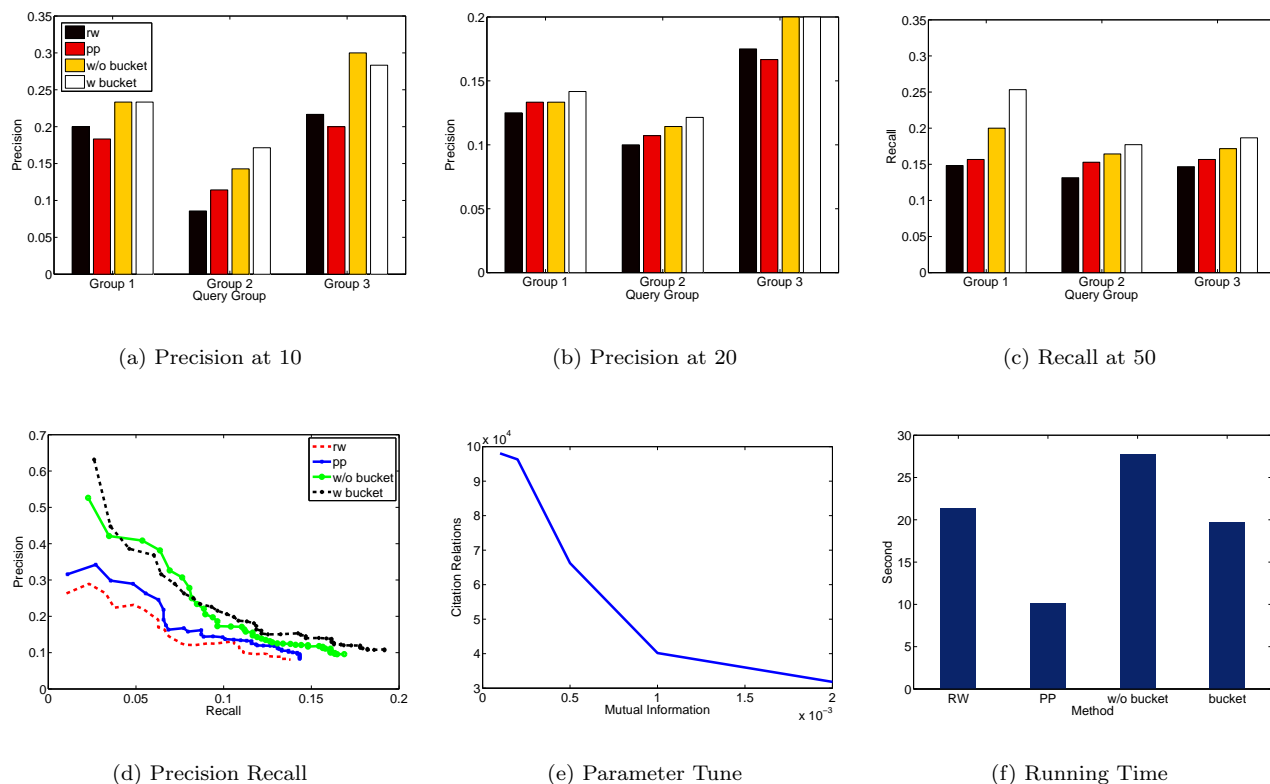 0.35
0.3
0.25
0.2
0.15
0.1
0.05
0
Precision
rw
pp
w/o bucket
w bucket
Group 1
Group 2
Group 3
Query Group
(a) Precision at 10
0.2
0.15
0.1
0.05
0
Precision
Group 1
Group 2
Group 3
Query Group
(b) Precision at 20
0.35
0.3
0.25
0.2
0.15
0.1
0.05
0
Recall
Group 1
Group 2
Group 3
Query Group
(c) Recall at 50
0.7
0.6
0.5
0.4
0.3
0.2
0.1
0
Precision
rw
pp
w/o bucket
w bucket
0
0.05
0.1
0.15
0.2
Recall
(d) Precision Recall
x 10^4
10
9
8
7
6
5
4
3
Citation Relations
0
0.5
1
1.5
2
Mutual Information
x 10^−3
(e) Parameter Tune
30
25
20
15
10
5
0
Second
RW
PP
w/o bucket
bucket
Method
(f) Running Time